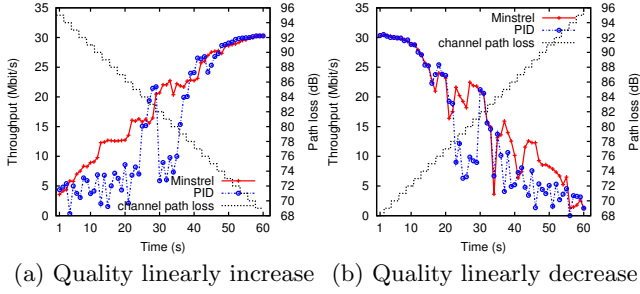 35
30
25
20
15
10
5
0
Throughput (Mbit/s)
96
94
92
90
88
86
84
82
80
78
76
74
72
70
68
Path loss (dB)
Minstrel
PID
channel path loss
1 10 20 30 40 50 60
Time (s)
(a) Quality linearly increase
35
30
25
20
15
10
5
0
Throughput (Mbit/s)
Minstrel
PID
channel path loss
96
94
92
90
88
86
84
82
80
78
76
74
72
70
68
Path loss (dB)
1 10 20 30 40 50 60
Time (s)
(b) Quality linearly decrease